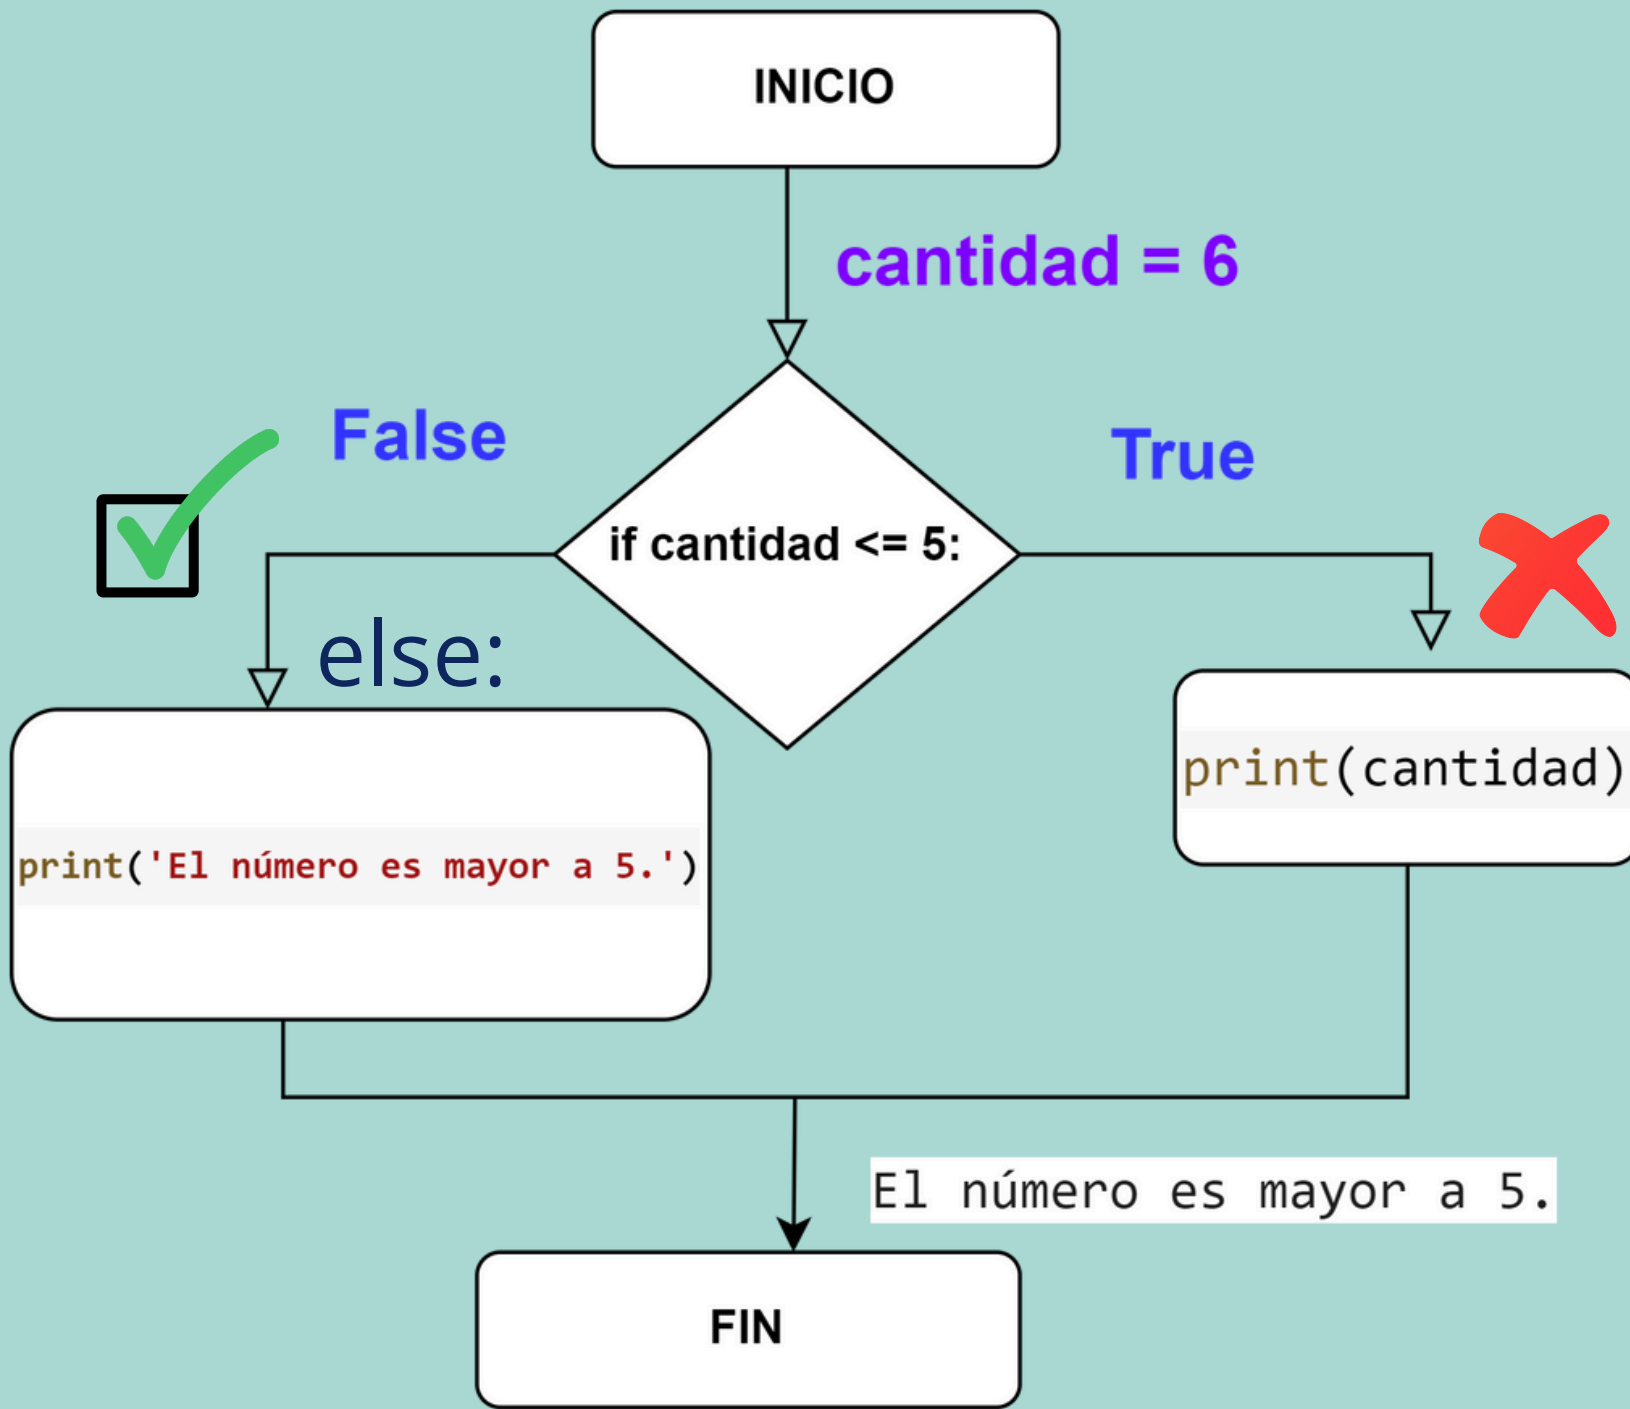 INICIO
cantidad = 6
False
True
if cantidad <= 5:
else:
print(cantidad)
print('El número es mayor a 5.')
El número es mayor a 5.
FIN